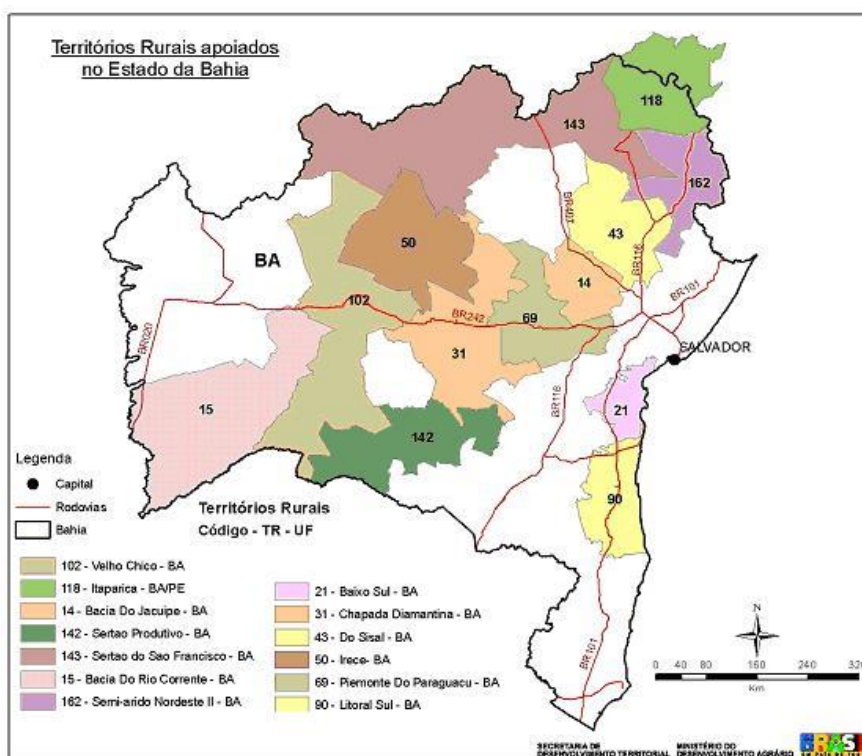 Territórios Rurais apoiados
no Estado da Bahia
118
143
162
BR407
43
50
BA
BR116
14
BR101
102
BR242
69
BR020
SALVADOR
31
BR116
21
15
142
Legenda
Capital
Rodovias
Bahia
Territórios Rurais
Código - TR - UF
90
102 - Velho Chico - BA
118 - Itaparica - BA/PE
14 - Bacia Do Jacuipe - BA
142 - Sertao Produtivo - BA
143 - Sertao do Sao Francisco - BA
15 - Bacia Do Rio Corrente - BA
162 - Semi-arido Nordeste II - BA
21 - Baixo Sul - BA
31 - Chapada Diamantina - BA
43 - Do Sisal - BA
50 - Irece- BA
69 - Piemonte Do Paraguacu - BA
90 - Litoral Sul - BA
BR101
N
0 40 80 160 240 320
Km
SECRETARIA DE
DESENVOLVIMENTO TERRITORIAL
MINISTÉRIO DO
DESENVOLVIMENTO AGRÁRIO